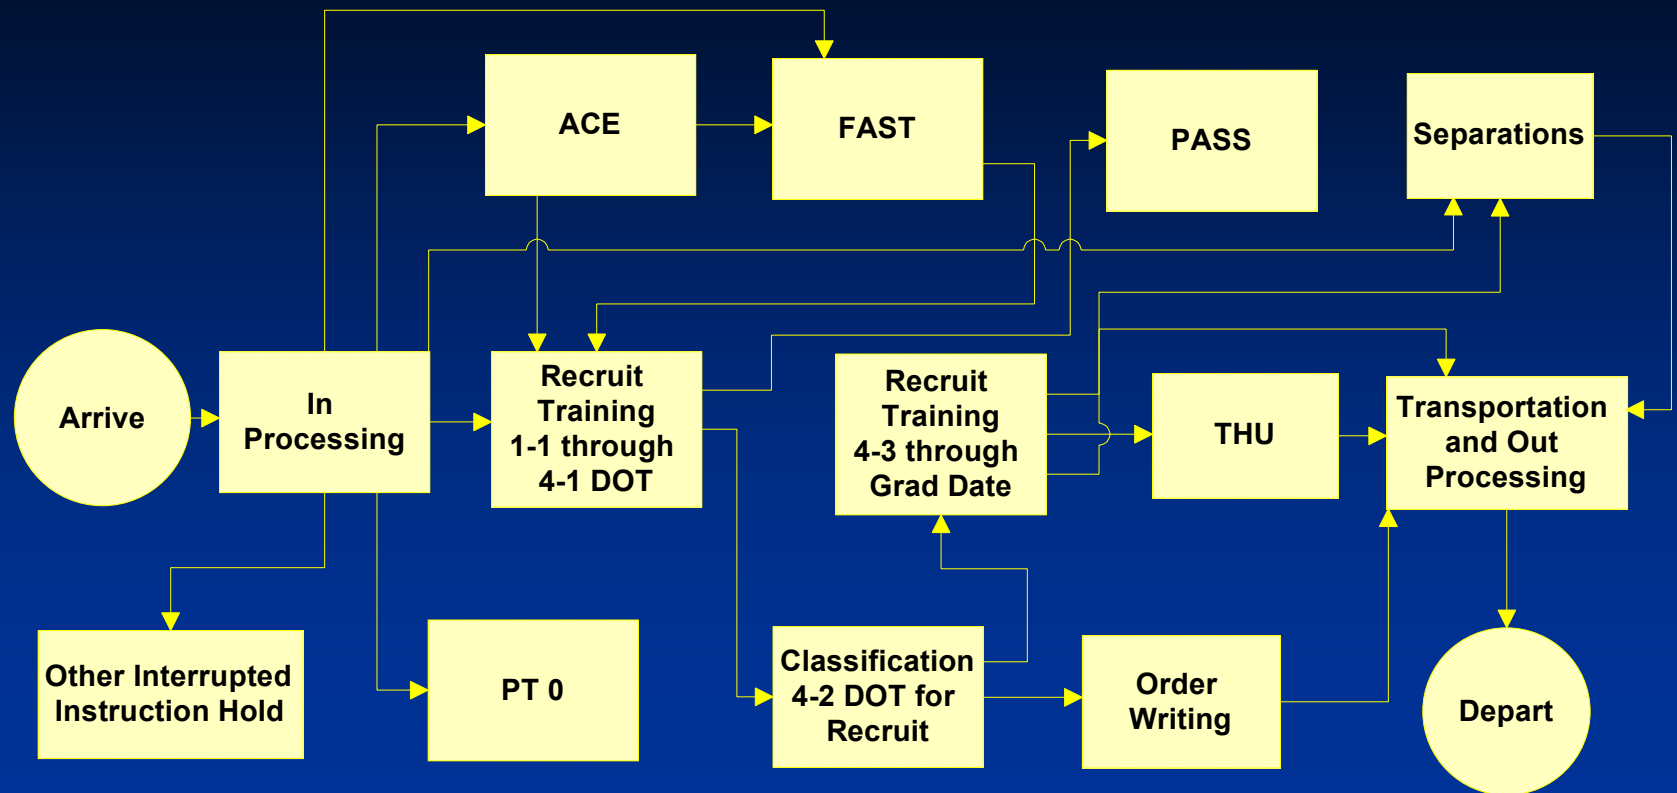 ACE
FAST
PASS
Separations
Arrive
In
Processing
Recruit
Training
1-1 through
4-1 DOT
Recruit
Training
4-3 through
Grad Date
THU
Transportation
and Out
Processing
Other Interrupted
Instruction Hold
PT 0
Classification
4-2 DOT for
Recruit
Order
Writing
Depart